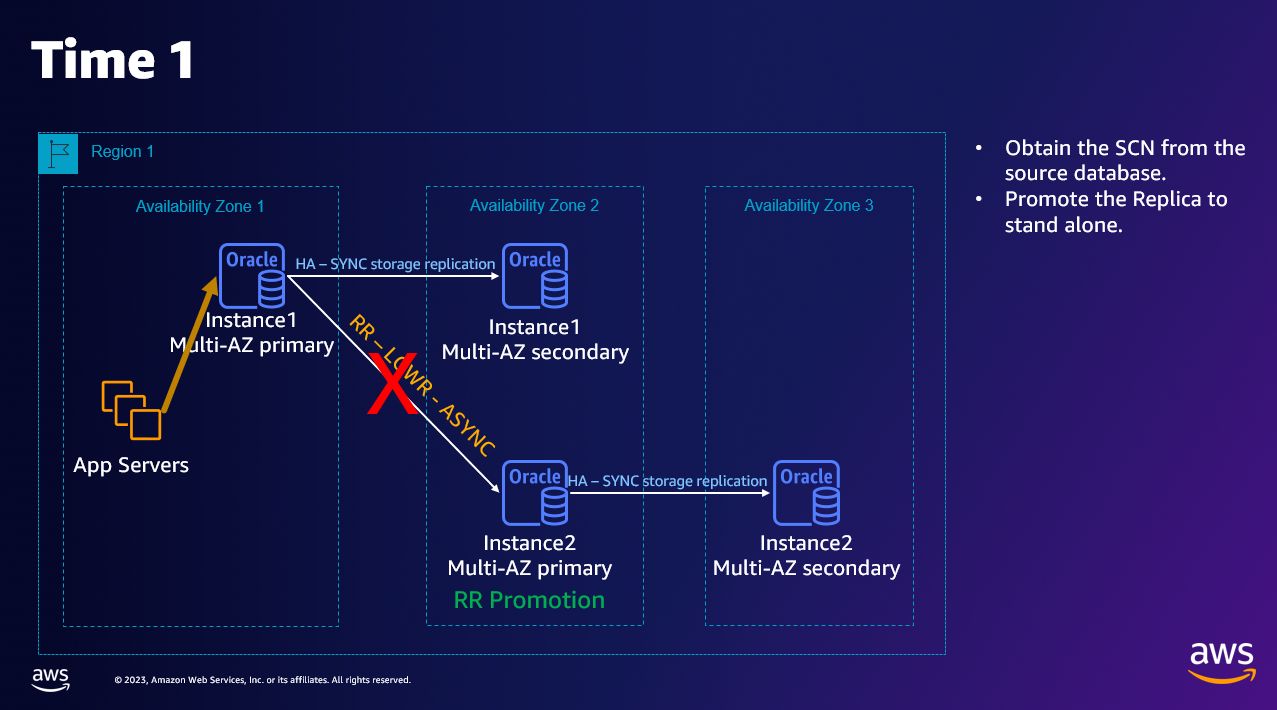 Time 1
Region 1
Availability Zone 1
Availability Zone 2
Availability Zone 3
Oracle
HA – SYNC storage replication
Oracle
Instance1
Multi-AZ primary
Instance1
Multi-AZ secondary
RR – LGWR - ASYNC
X
App Servers
Oracle
HA – SYNC storage replication
Oracle
Instance2
Multi-AZ primary
RR Promotion
Instance2
Multi-AZ secondary
• Obtain the SCN from the
source database.
• Promote the Replica to
stand alone.
aws
© 2023, Amazon Web Services, Inc. or its affiliates. All rights reserved.
aws